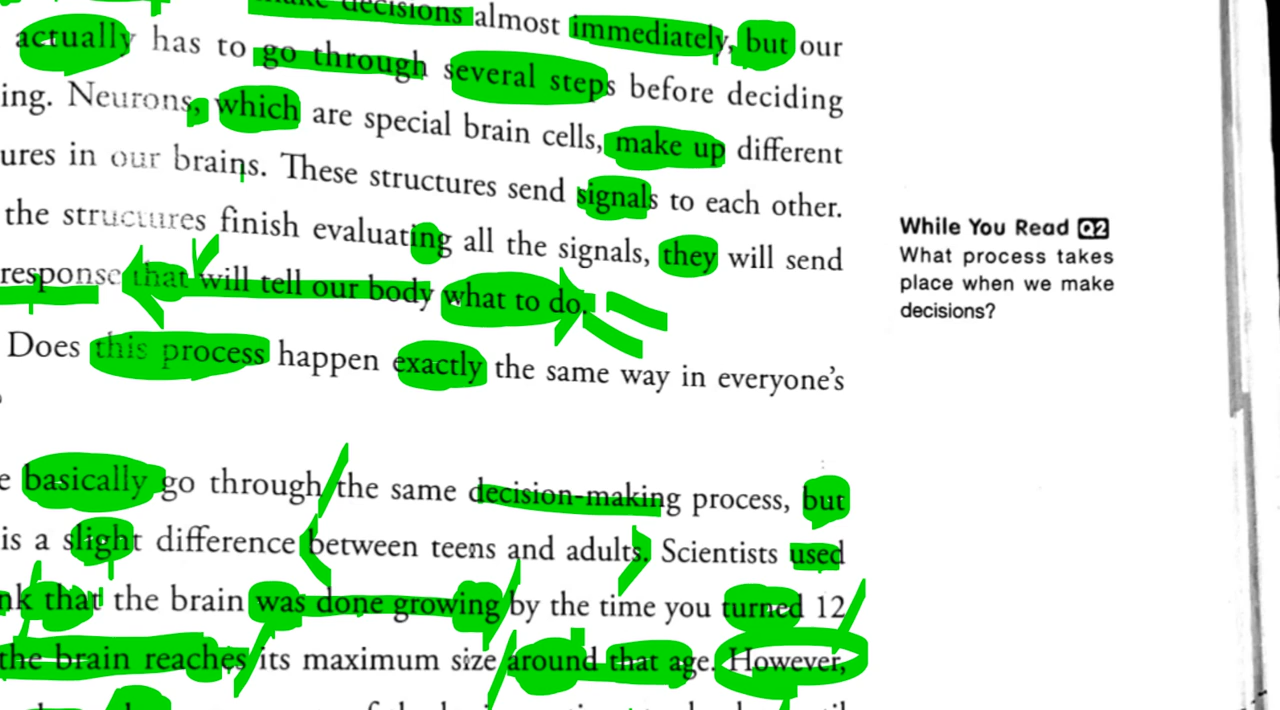 make decisions almost immediately, but our
actually has to go through several steps before deciding
ing. Neurons, which are special brain cells, make up different
ures in our brains. These structures send signals to each other.
the structures finish evaluating all the signals, they will send
response that will tell our body what to do.
Does this process happen exactly the same way in everyone's
e basically go through the same decision-making process, but
is a slight difference between teens and adults. Scientists used
nk that the brain was done growing by the time you turned 12
the brain reaches its maximum size around that age. However,
While You Read Q2
What process takes
place when we make
decisions?